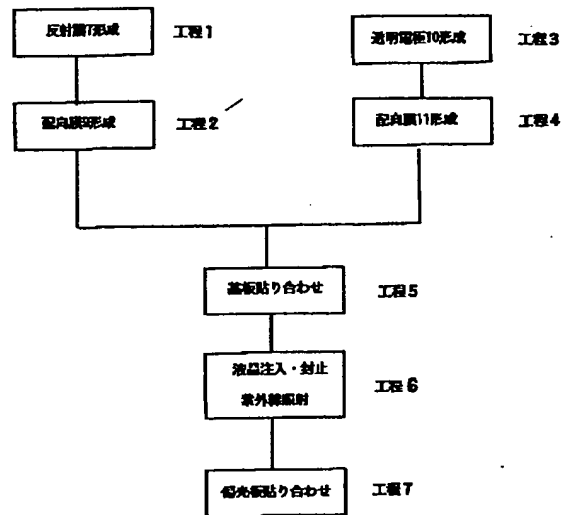 反射膜7形成 工程1
配向膜9形成 工程2
透明電極10形成 工程3
配向膜11形成 工程4
基板貼り合わせ 工程5
液晶注入・封止 工程6
紫外線照射
偏光板貼り合わせ 工程7